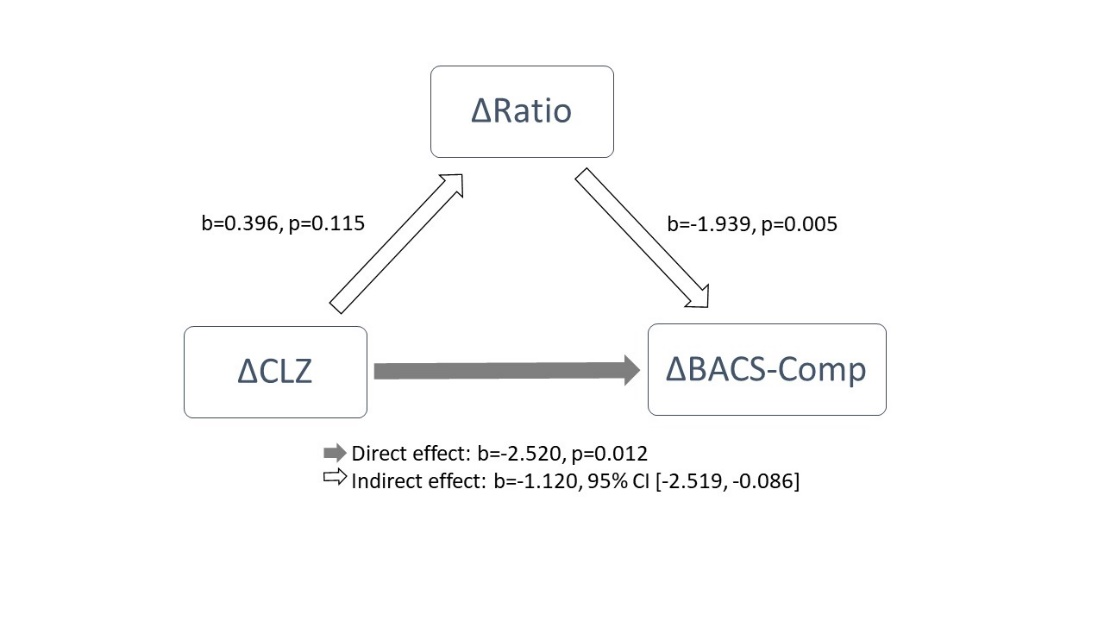 ΔRatio
b=0.396, p=0.115
b=-1.939, p=0.005
ΔCLZ
ΔBACS-Comp
Direct effect: b=-2.520, p=0.012
Indirect effect: b=-1.120, 95% CI [-2.519, -0.086]